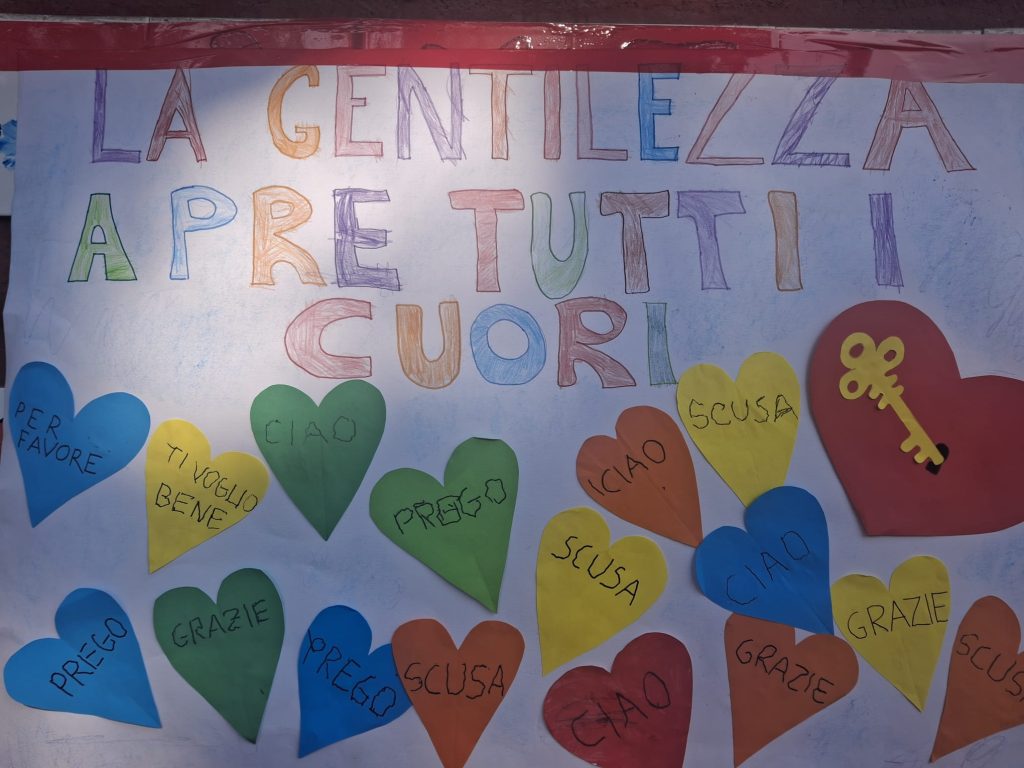 LA GENTILEZZA
APRE TUTTI I
CUORI
PER
FAVORE
TI VOGLIO
BENE
CIAO
PREGO
CIAO
SCUSA
SCUSA
CIAO
GRAZIE
PREGO
GRAZIE
PREGO
SCUSA
CIAO
GRAZIE
SCUSA